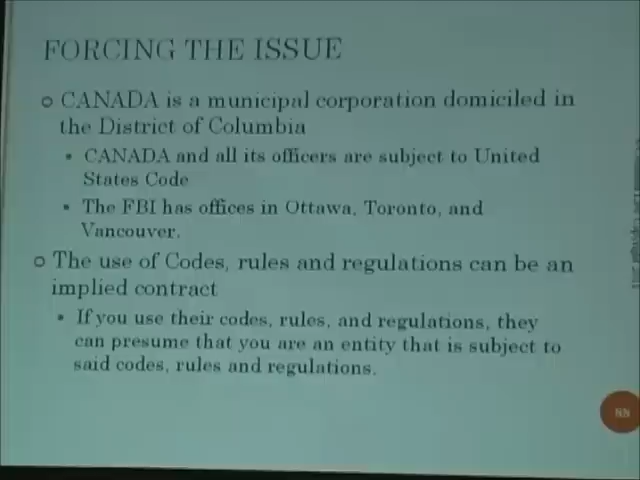 FORCING THE ISSUE
CANADA is a municipal corporation domiciled in
the District of Columbia
CANADA and all its officers are subject to United
States Code
The FBI has offices in Ottawa, Toronto, and
Vancouver.
The use of Codes, rules and regulations can be an
implied contract
If you use their codes, rules, and regulations, they
can presume that you are an entity that is subject to
said codes, rules and regulations.